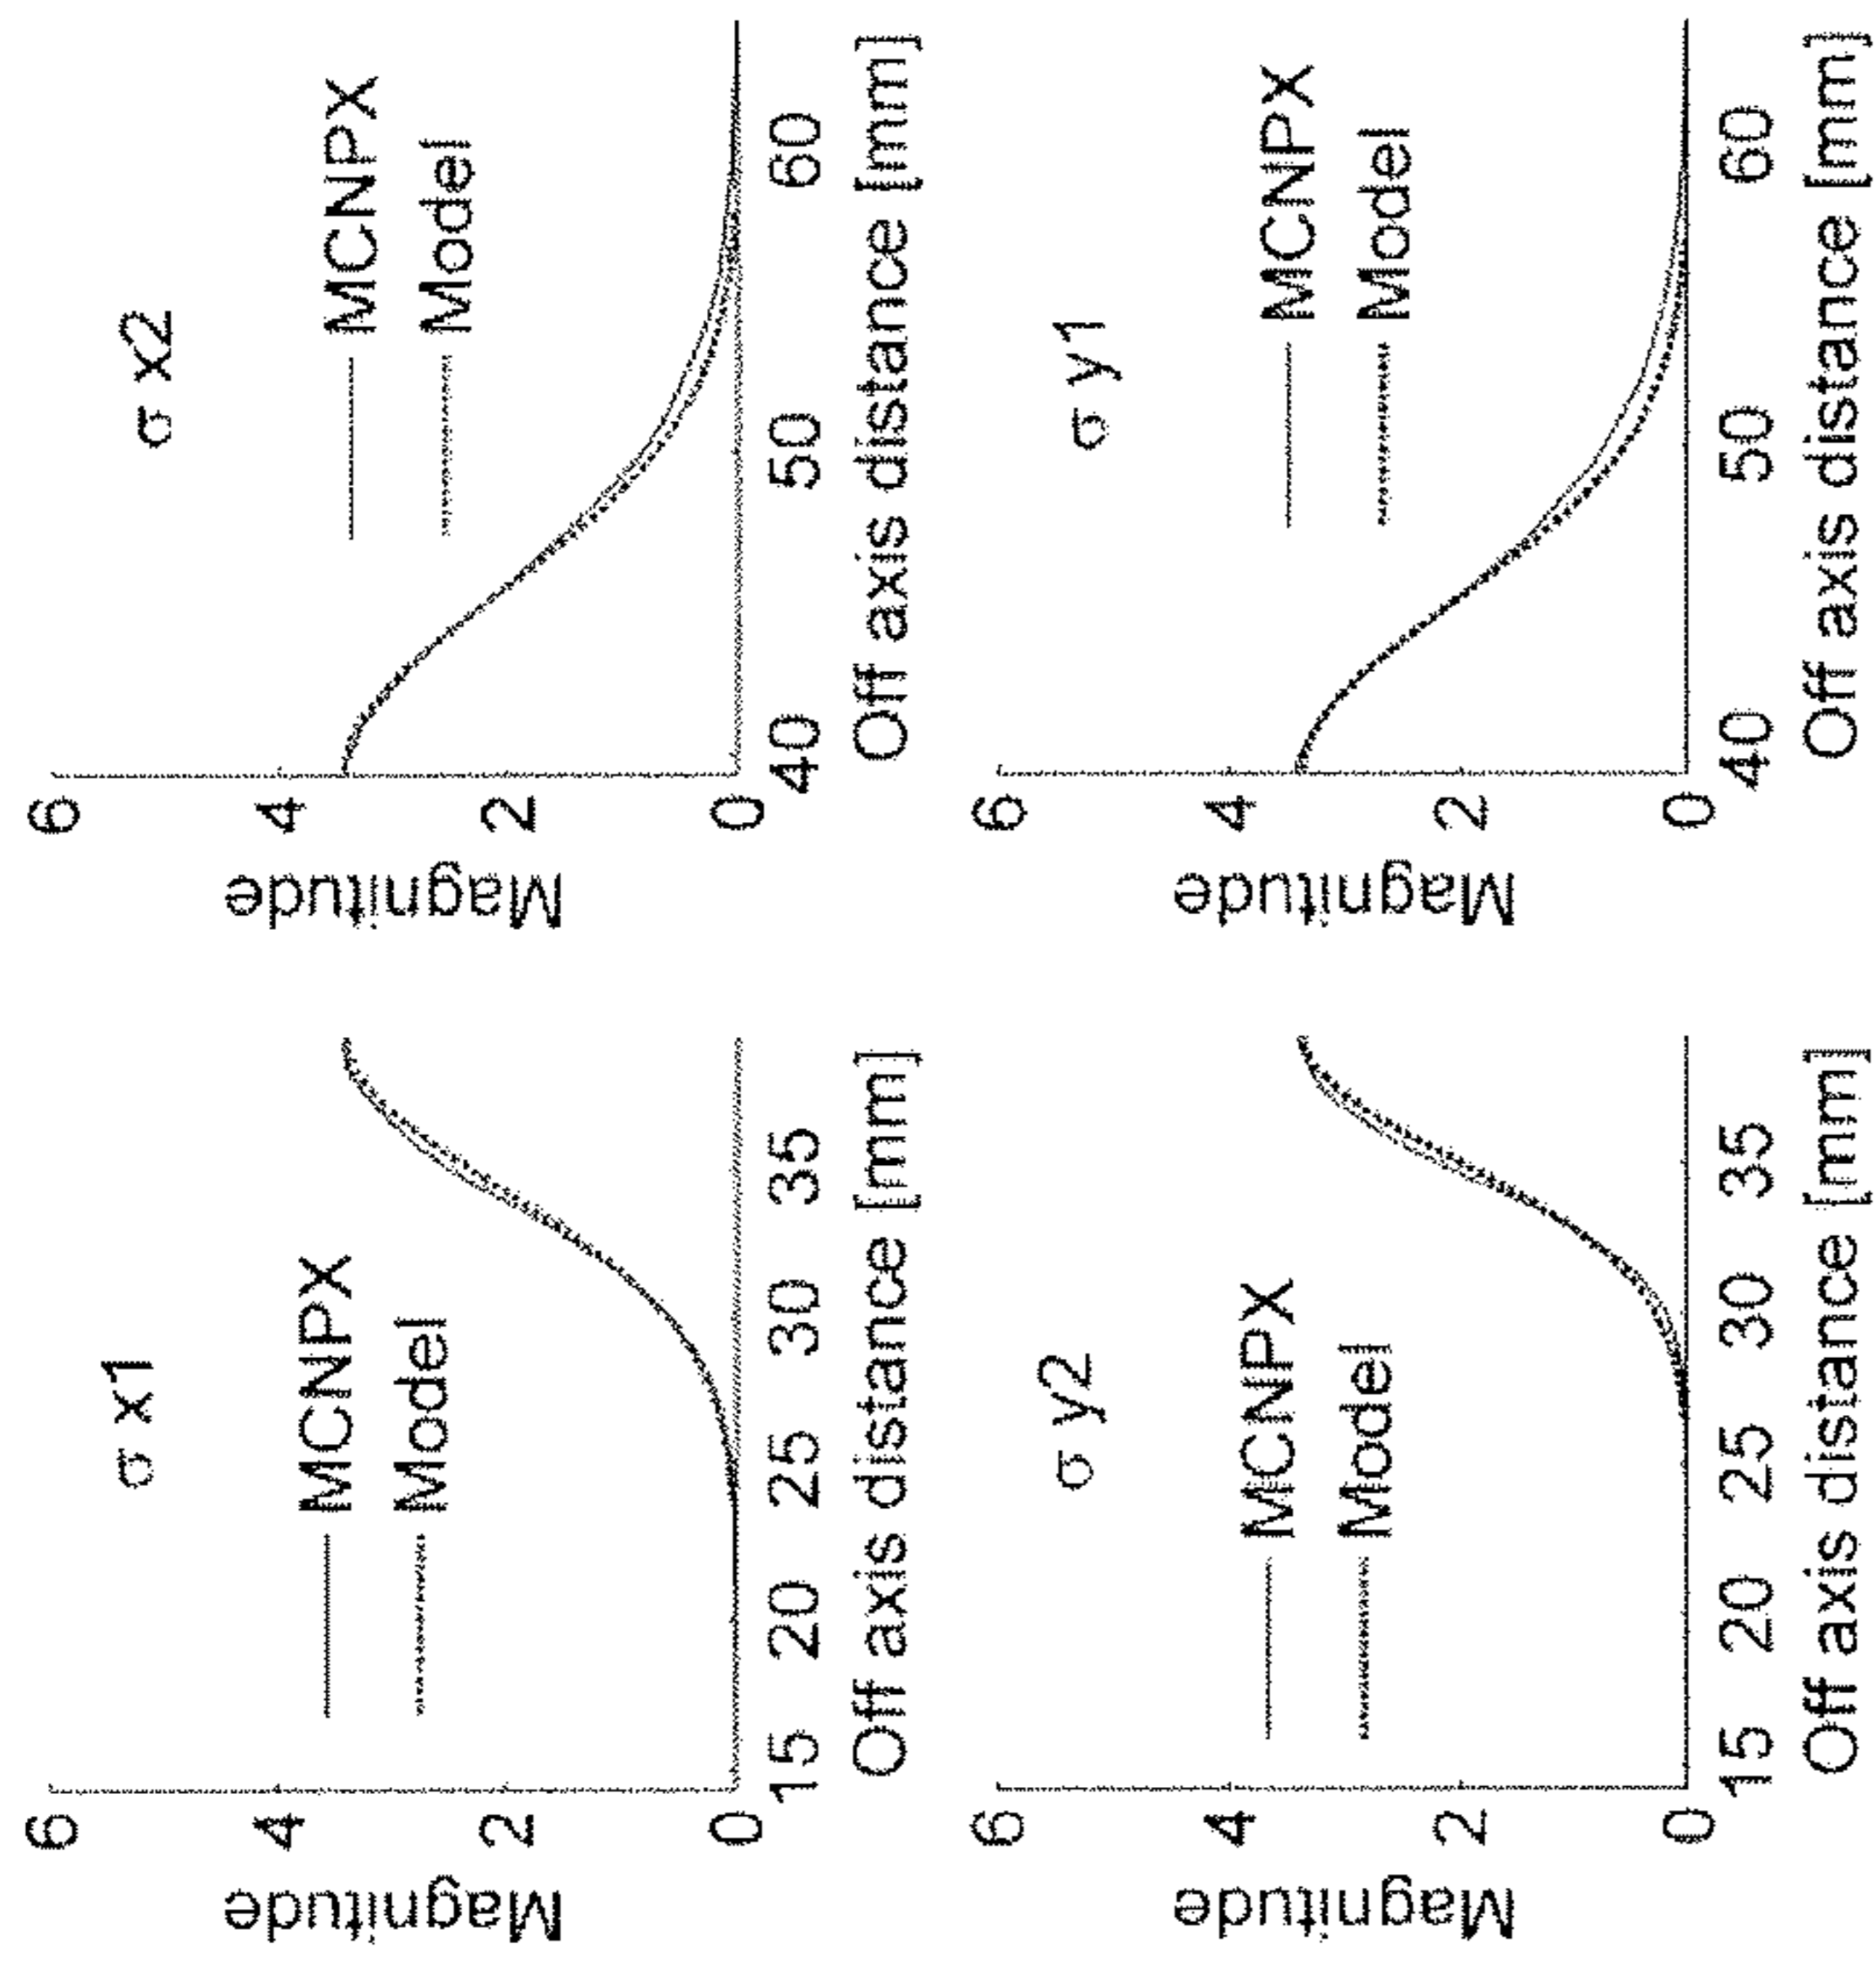 σ x1
MCNPX
Model
Magnitude
6
4
2
0
15 20 25 30 35
Off axis distance [mm]
σ x2
MCNPX
Model
Magnitude
6
4
2
0
40 50 60
Off axis distance [mm]
σ y2
MCNPX
Model
Magnitude
6
4
2
0
15 20 25 30 35
Off axis distance [mm]
σ y1
MCNPX
Model
Magnitude
6
4
2
0
40 50 60
Off axis distance [mm]